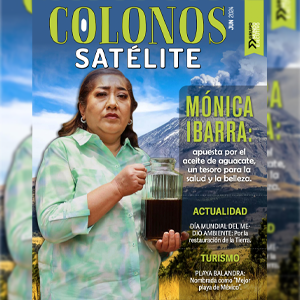 COLONOS
SATÉLITE
JUN 2024
MÓNICA
IBARRA:
apuesta por el
aceite de aguacate,
un tesoro para la
salud y la belleza.
ACTUALIDAD
DÍA MUNDIAL DEL ME-
DIO AMBIENTE: Por la
restauración de la Tierra.
TURISMO
PLAYA BALANDRA:
Nombrada como "Mejor
playa de México".